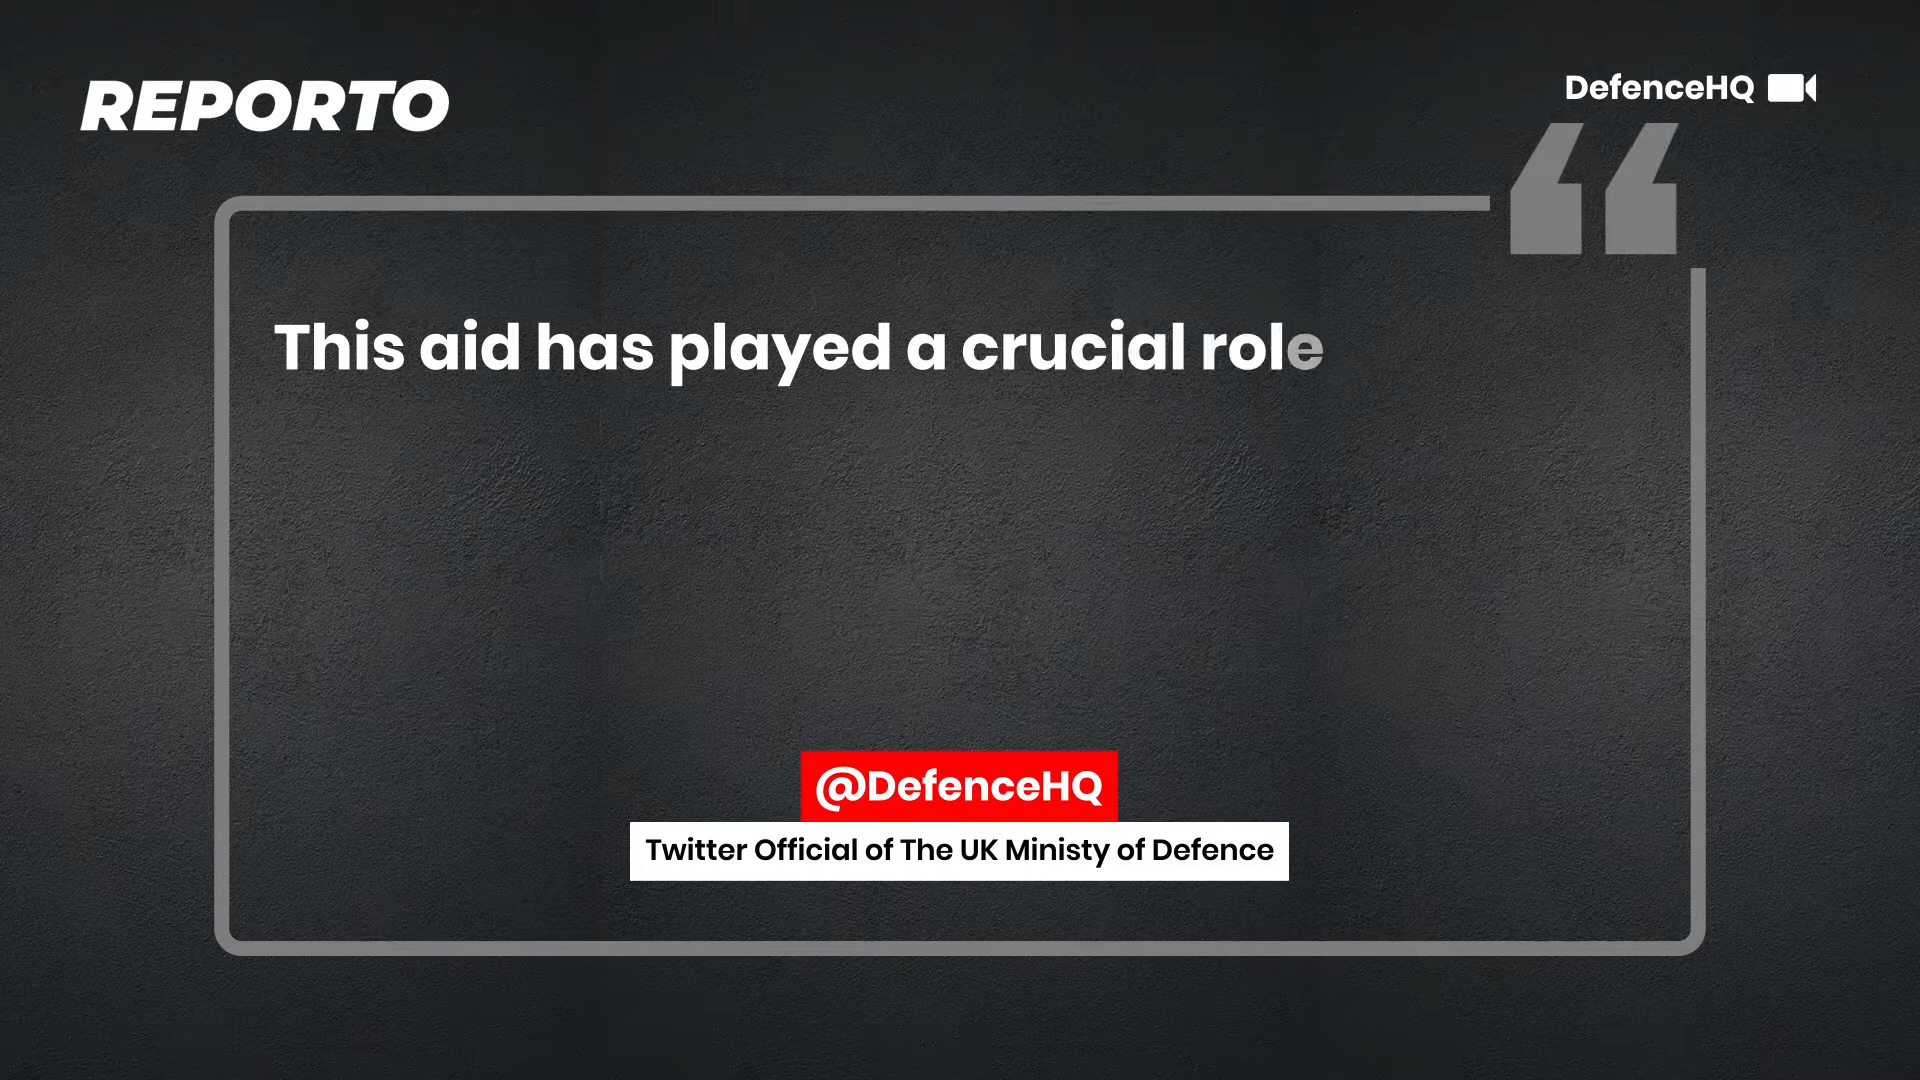 REPORTO
DefenceHQ
“
This aid has played a crucial role
@DefenceHQ
Twitter Official of The UK Ministy of Defence